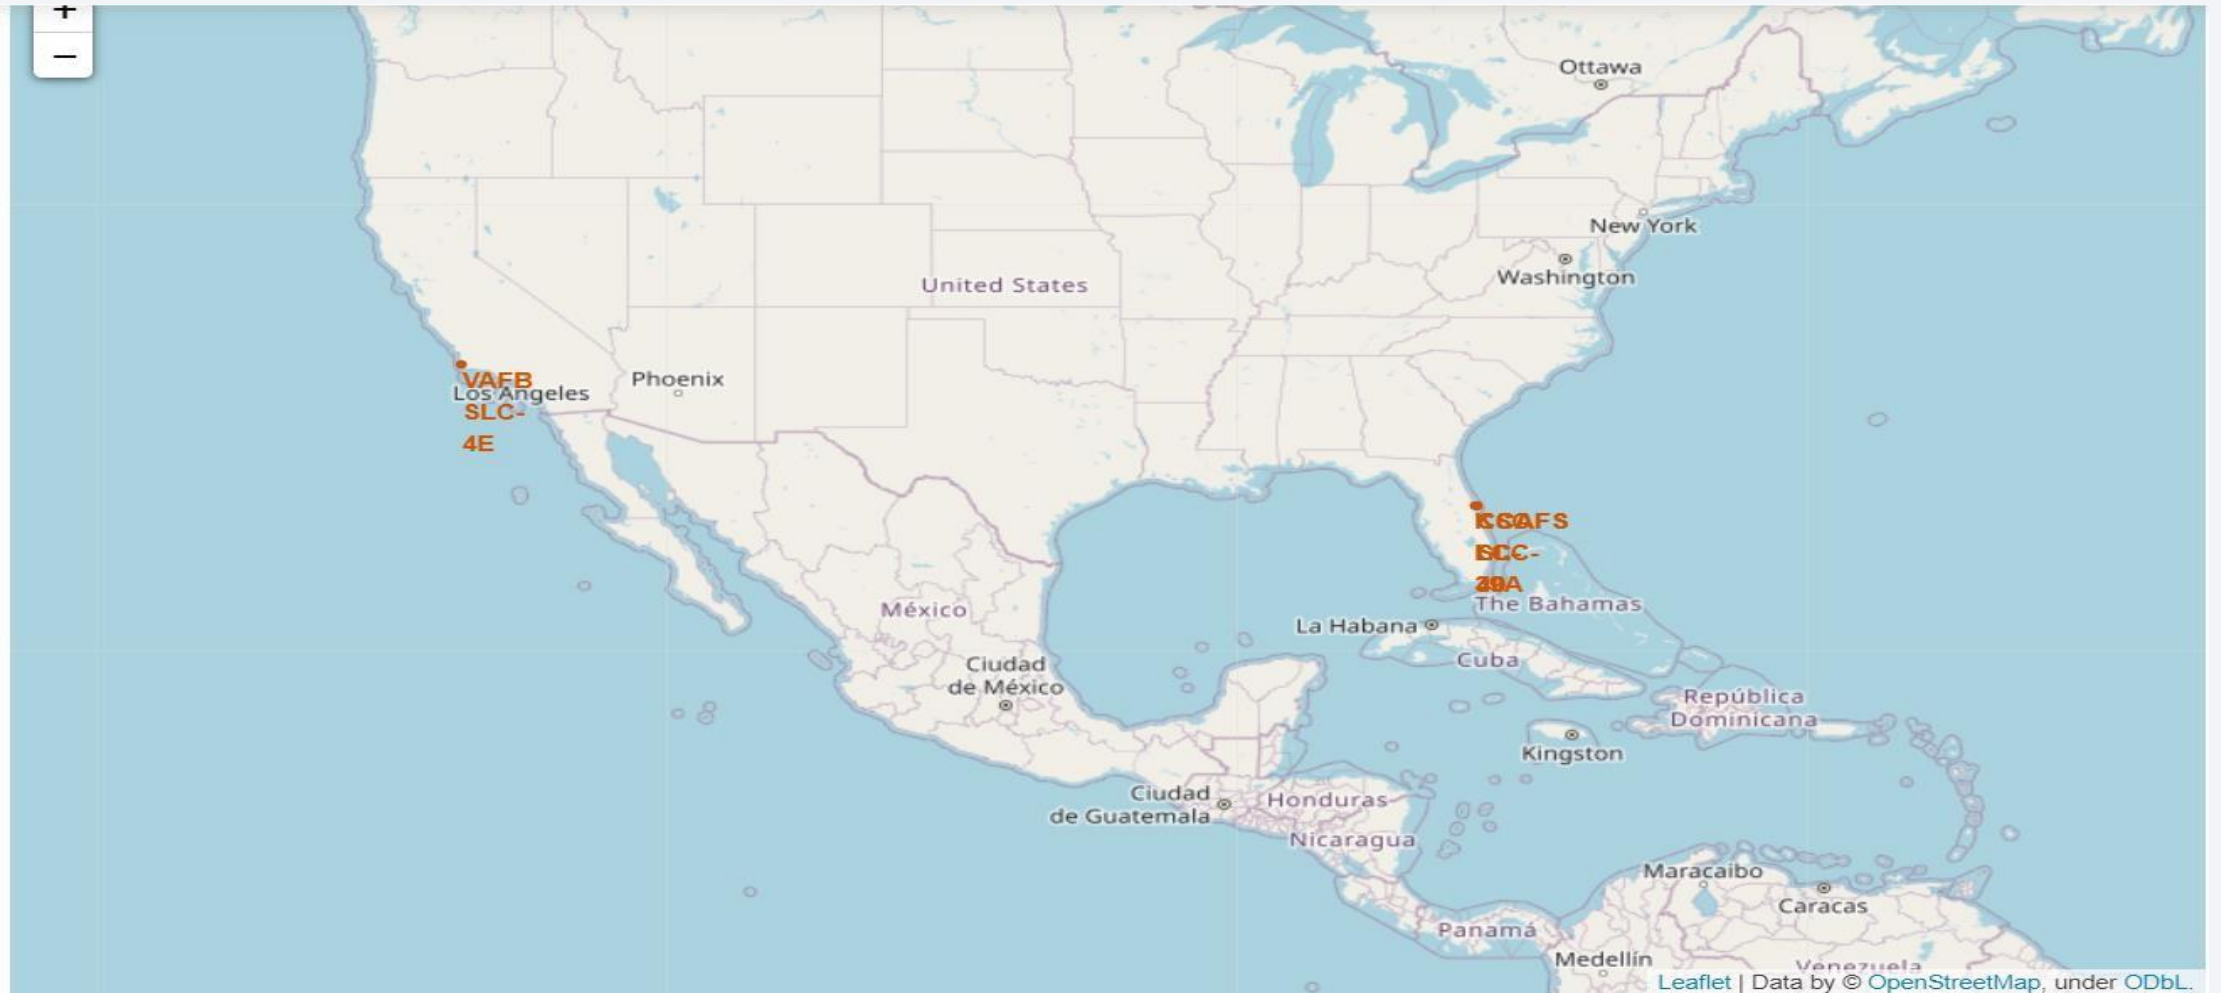 +
−
Ottawa
New York
Washington
United States
VAFB
Los Angeles
Phoenix
SLC-
4E
The Bahamas
México
La Habana
Cuba
Ciudad
de México
República
Dominicana
Kingston
Ciudad
de Guatemala
Honduras
Nicaragua
Maracaibo
Caracas
Panamá
Medellín
Venezuela
Leaflet | Data by © OpenStreetMap, under ODbL.